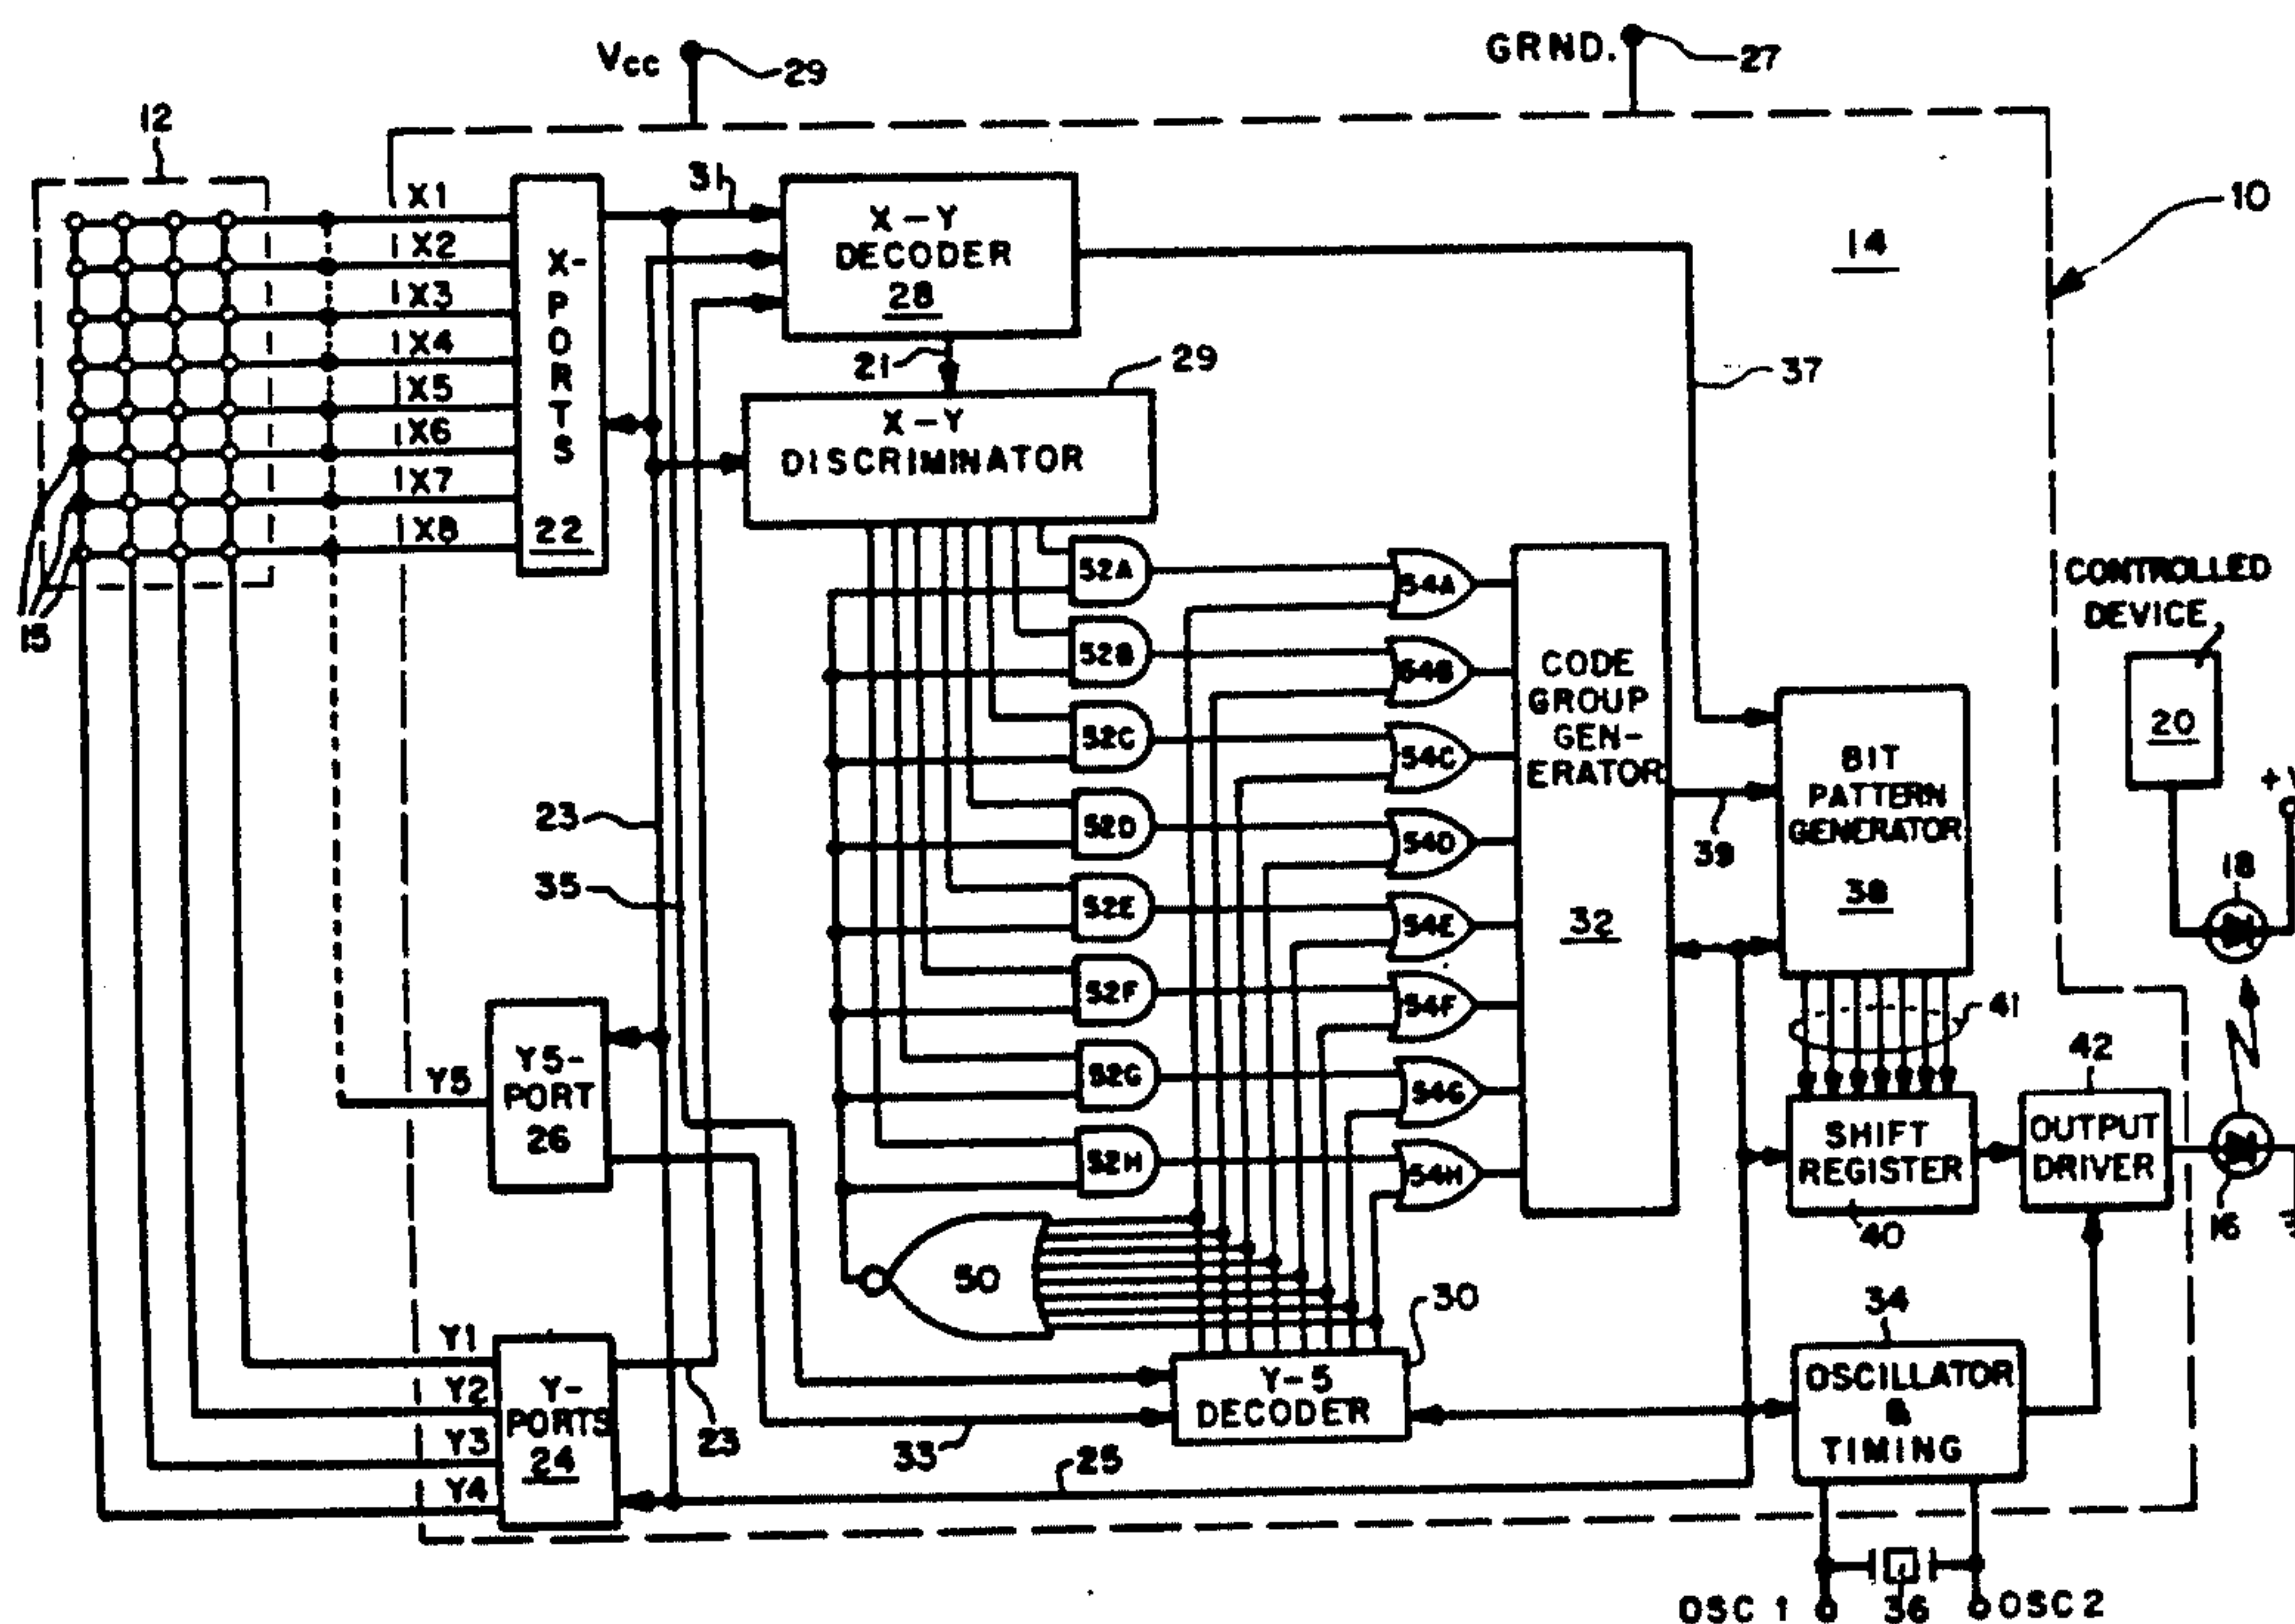 Vcc
29
GRND.
27
12
10
14
X1
X2
X3
X4
X5
X6
X7
X8
X-
P
O
R
T
S
22
31
X-Y
DECODER
28
21
29
X-Y
DISCRIMINATOR
37
15
52A
52B
52C
52D
52E
52F
52G
52H
54A
54B
54C
54D
54E
54F
54G
54H
CODE
GROUP
GEN-
ERATOR
32
39
BIT
PATTERN
GENERATOR
38
CONTROLLED
DEVICE
20
+V
18
23
35
41
Y5
Y5-
PORT
26
SHIFT
REGISTER
40
42
OUTPUT
DRIVER
16
50
30
Y-5
DECODER
34
OSCILLATOR
&
TIMING
Y1
Y2
Y3
Y4
Y-
PORTS
24
23
33
25
OSC 1
36
OSC 2